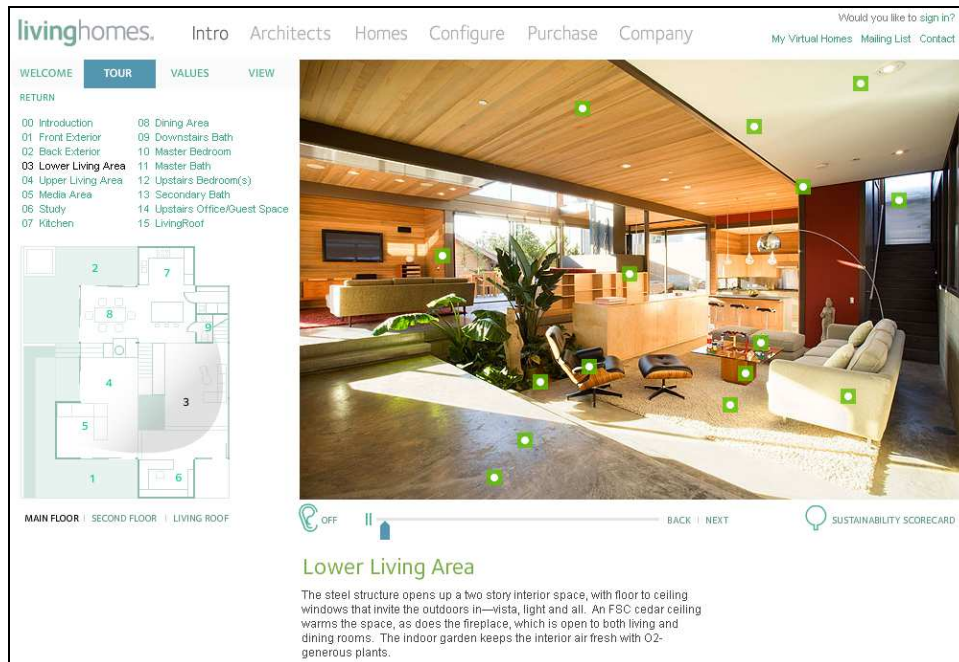 Would you like to sign in?
livinghomes.
Intro Architects Homes Configure Purchase Company
My Virtual Homes Mailing List Contact
WELCOME TOUR VALUES VIEW
RETURN
00 Introduction
01 Front Exterior
02 Back Exterior
03 Lower Living Area
04 Upper Living Area
05 Media Area
06 Study
07 Kitchen
08 Dining Area
09 Downstairs Bath
10 Master Bedroom
11 Master Bath
12 Upstairs Bedroom(s)
13 Secondary Bath
14 Upstairs Office/Guest Space
15 LivingRoof
2
7
8
9
4
3
5
1
6
MAIN FLOOR | SECOND FLOOR | LIVING ROOF
OFF
BACK | NEXT
SUSTAINABILITY SCORECARD
Lower Living Area
The steel structure opens up a two story interior space, with floor to ceiling
windows that invite the outdoors in—vista, light and all. An FSC cedar ceiling
warms the space, as does the fireplace, which is open to both living and
dining rooms. The indoor garden keeps the interior air fresh with O2-
generous plants.